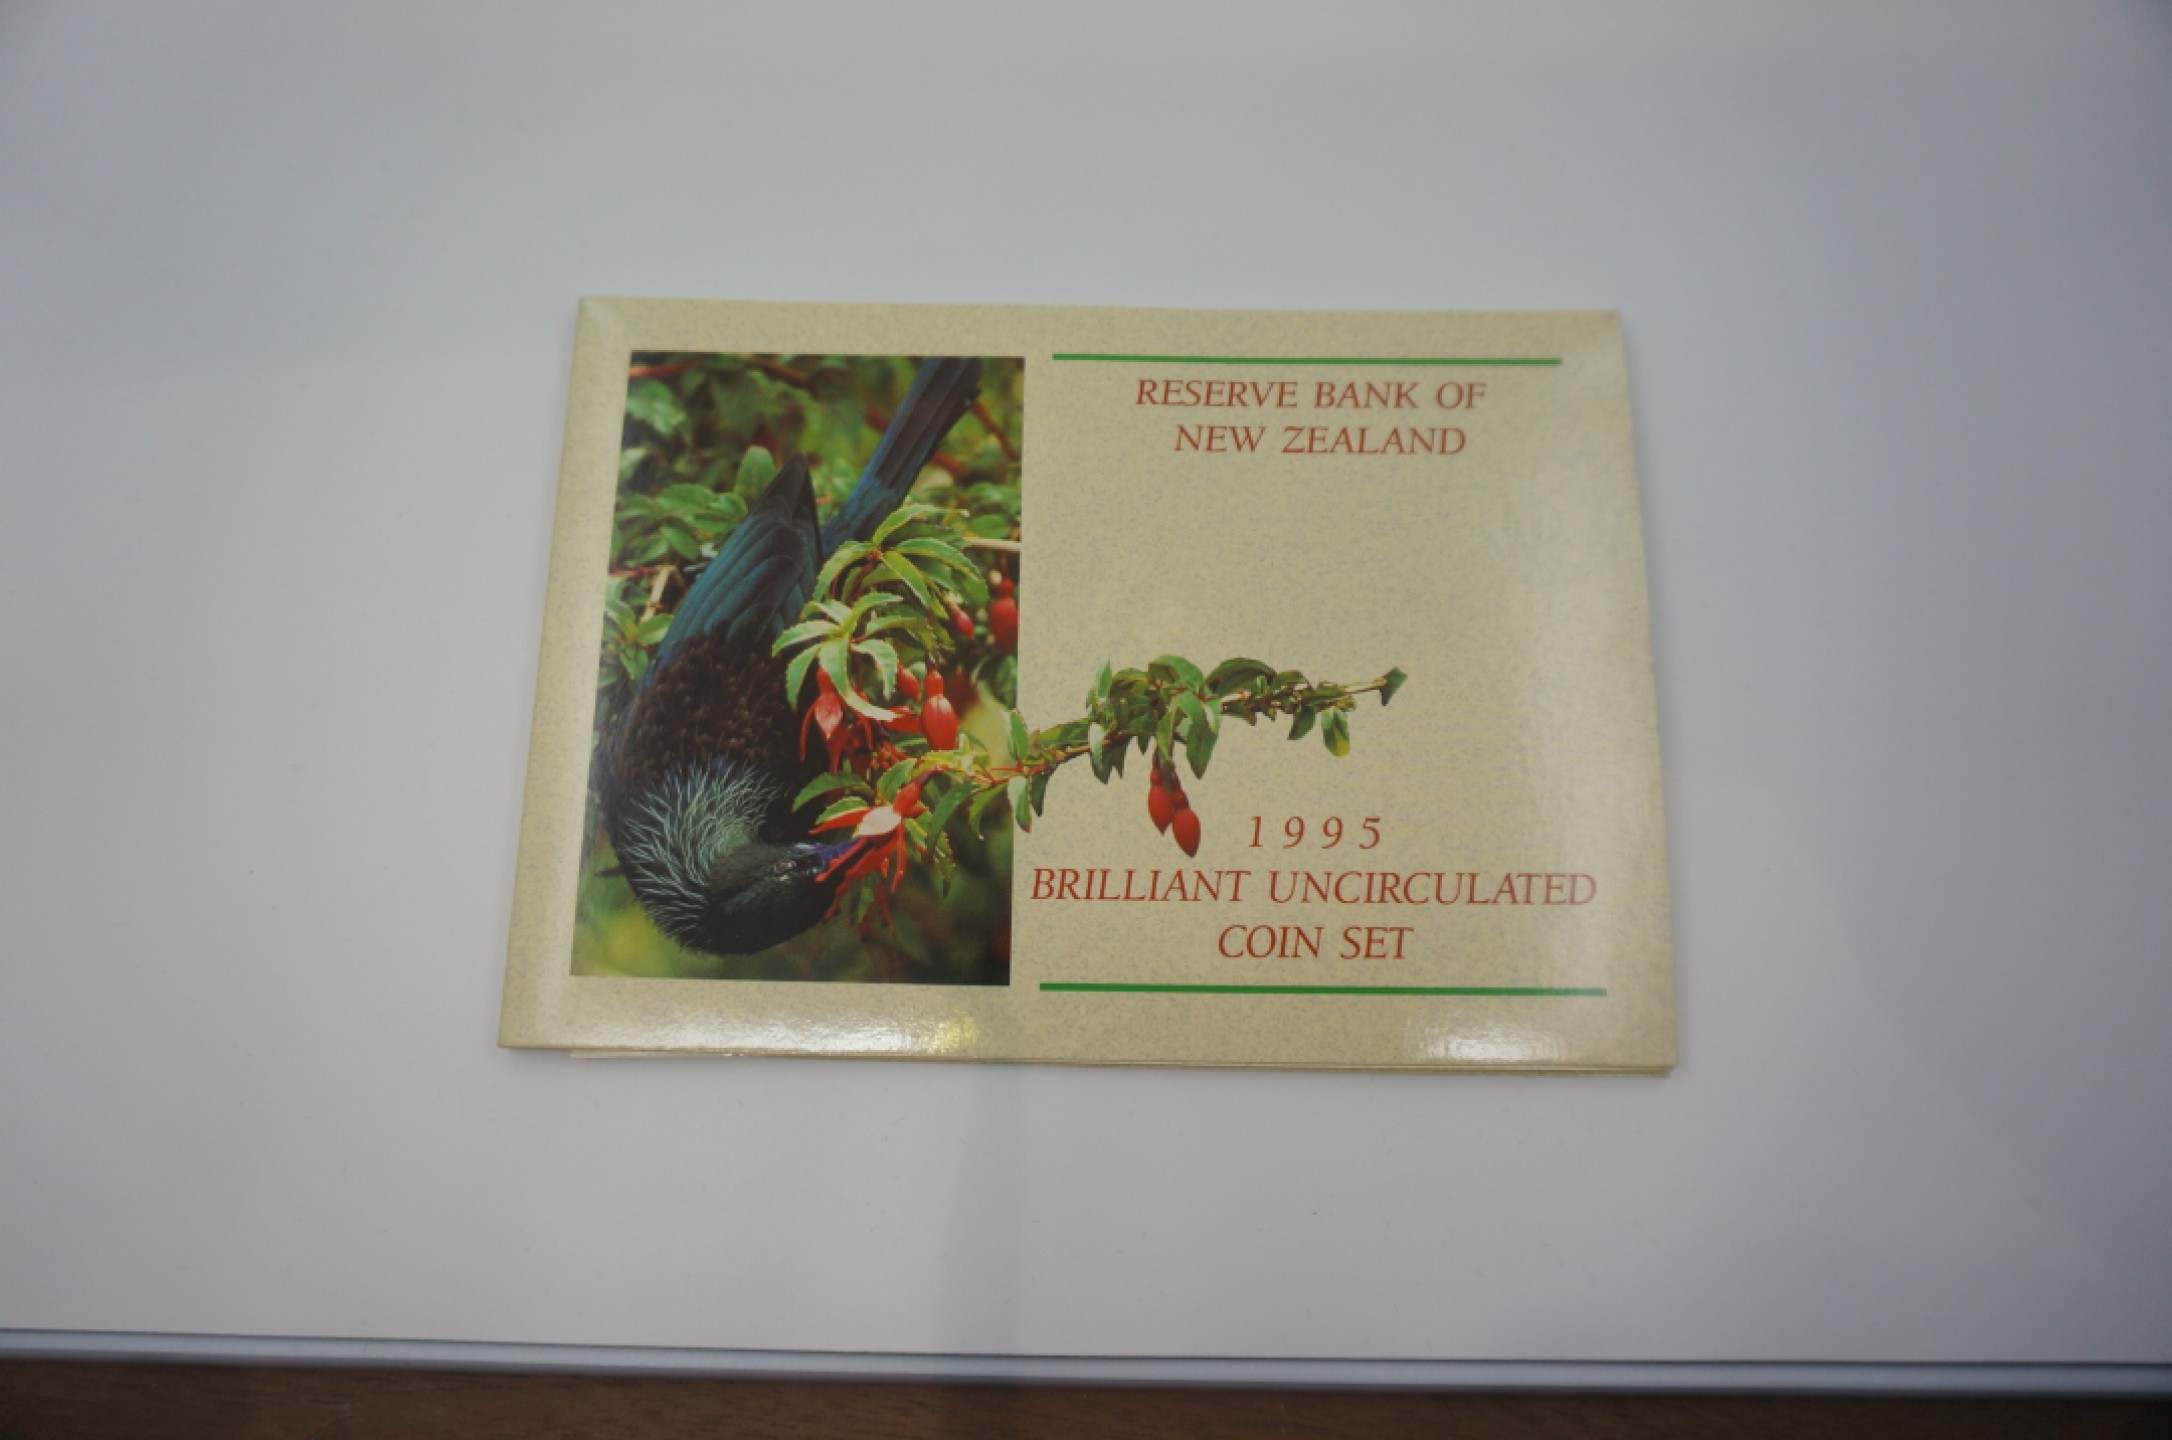 RESERVE BANK OF
NEW ZEALAND
1995
BRILLIANT UNCIRCULATED
COIN SET